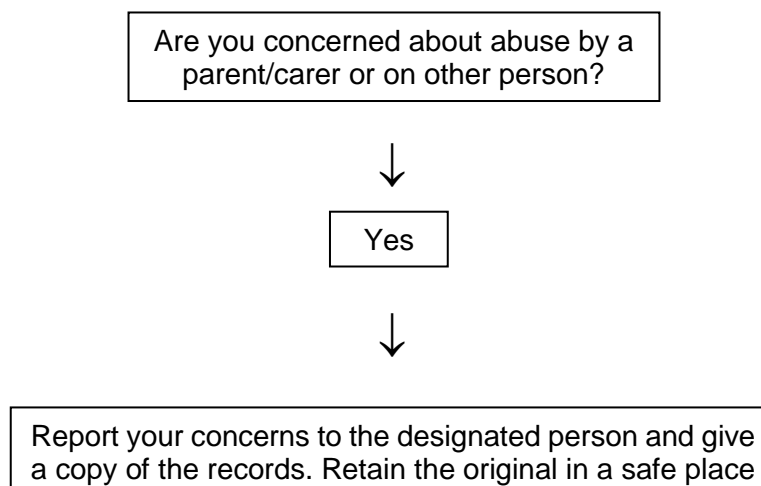 Are you concerned about abuse by a
parent/carer or on other person?
Yes
Report your concerns to the designated person and give
a copy of the records. Retain the original in a safe place